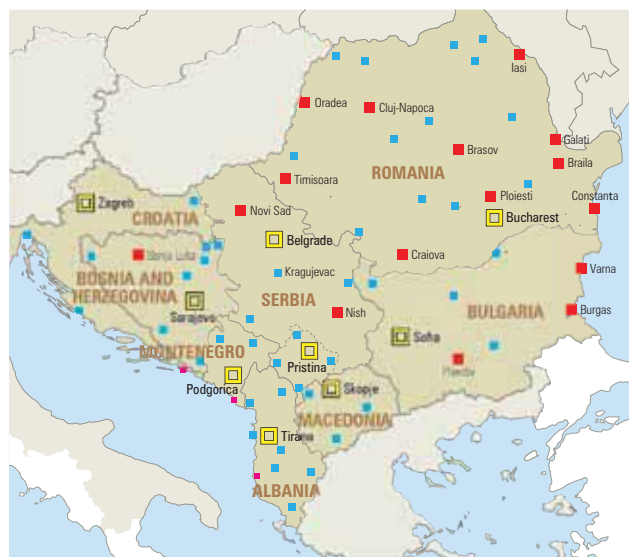 Iasi
Oradea
Cluj-Napoca
Galati
Brasov
Braila
ROMANIA
Timisoara
Ploiesti
Constanta
Zagreb
Novi Sad
CROATIA
Bucharest
Belgrade
Craiova
Banja Luka
Varna
BOSNIA AND
HERZEGOVINA
Kragujevac
SERBIA
BULGARIA
Burgas
Sarajevo
Nish
Sofia
MONTENEGRO
Pristina
Podgorica
Skopje
MACEDONIA
Tirana
ALBANIA